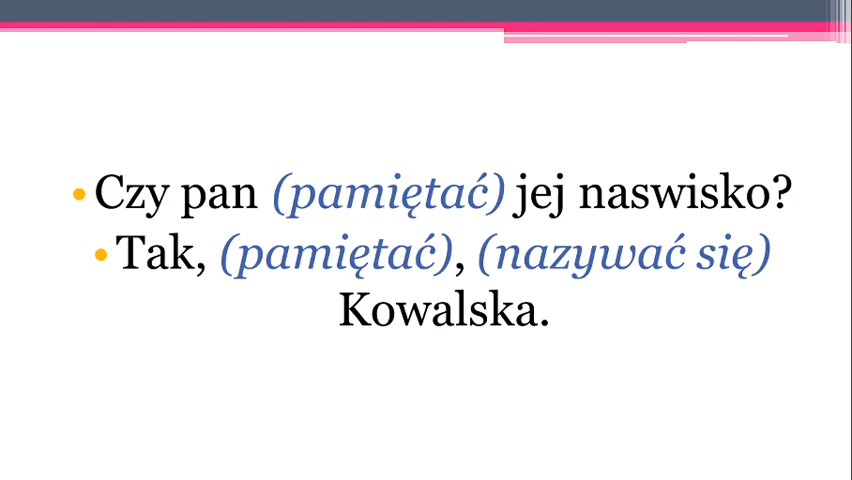 •Czy pan (pamiętać) jej naswisko?
•Tak, (pamiętać), (nazywać się)
Kowalska.